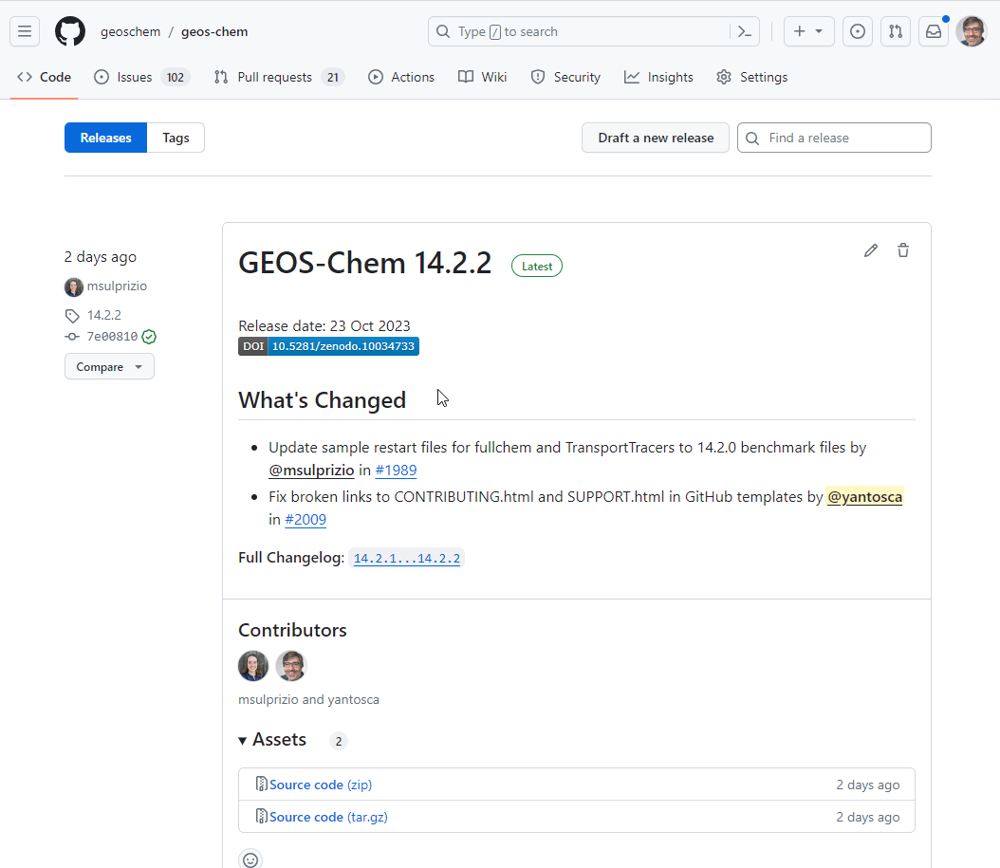 geoschem / geos-chem
Type / to search
Code
Issues 102
Pull requests 21
Actions
Wiki
Security
Insights
Settings
Releases
Tags
Draft a new release
Find a release
2 days ago
msulprizio
14.2.2
7e00810
Compare
GEOS-Chem 14.2.2 Latest
Release date: 23 Oct 2023
DOI 10.5281/zenodo.10034733
What's Changed
Update sample restart files for fullchem and TransportTracers to 14.2.0 benchmark files by
@msulprizio in #1989
Fix broken links to CONTRIBUTING.html and SUPPORT.html in GitHub templates by @yantosca
in #2009
Full Changelog: 14.2.1...14.2.2
Contributors
msulprizio and yantosca
Assets 2
Source code (zip) 2 days ago
Source code (tar.gz) 2 days ago